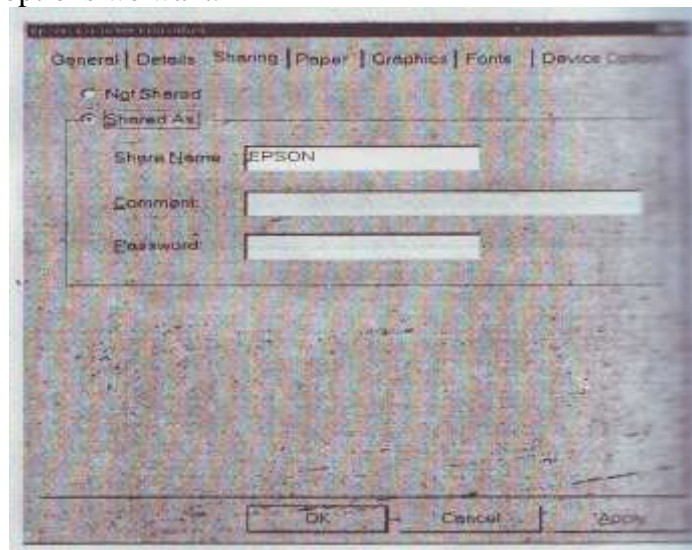 General | Details Sharing | Paper | Graphics | Fonts | Device
Not Shared
Shared As
Share Name EPSON
Comment:
Password:
OK Cancel Apply